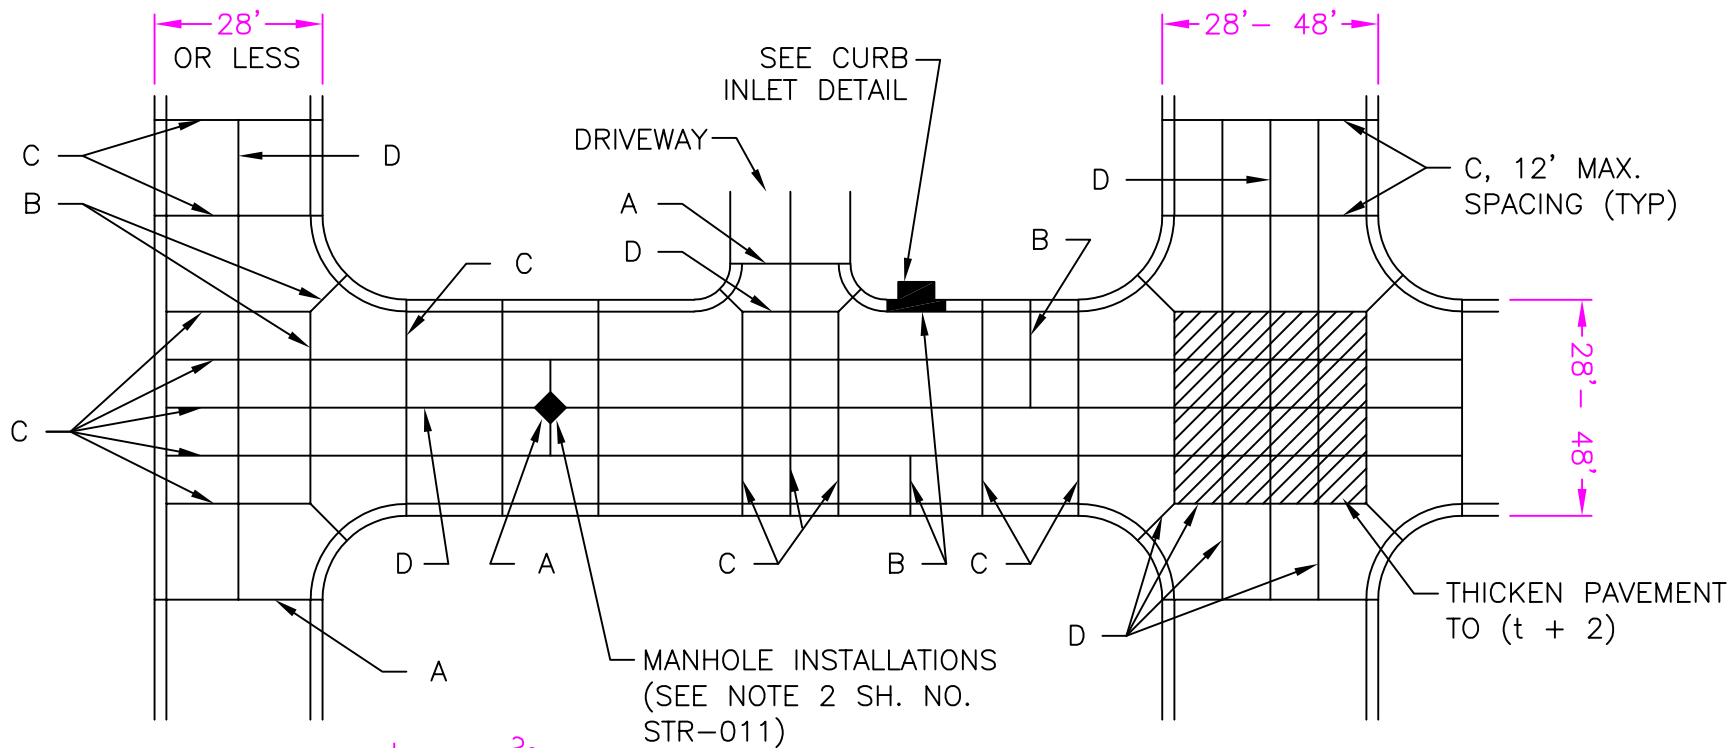 28'
OR LESS
SEE CURB
INLET DETAIL
28'- 48'
DRIVEWAY
C
D
C, 12' MAX.
SPACING (TYP)
B
A
D
D
B
C
28'- 48'
C
D
A
C
B
C
THICKEN PAVEMENT
TO (t + 2)
D
A
MANHOLE INSTALLATIONS
(SEE NOTE 2 SH. NO.
STR-011)